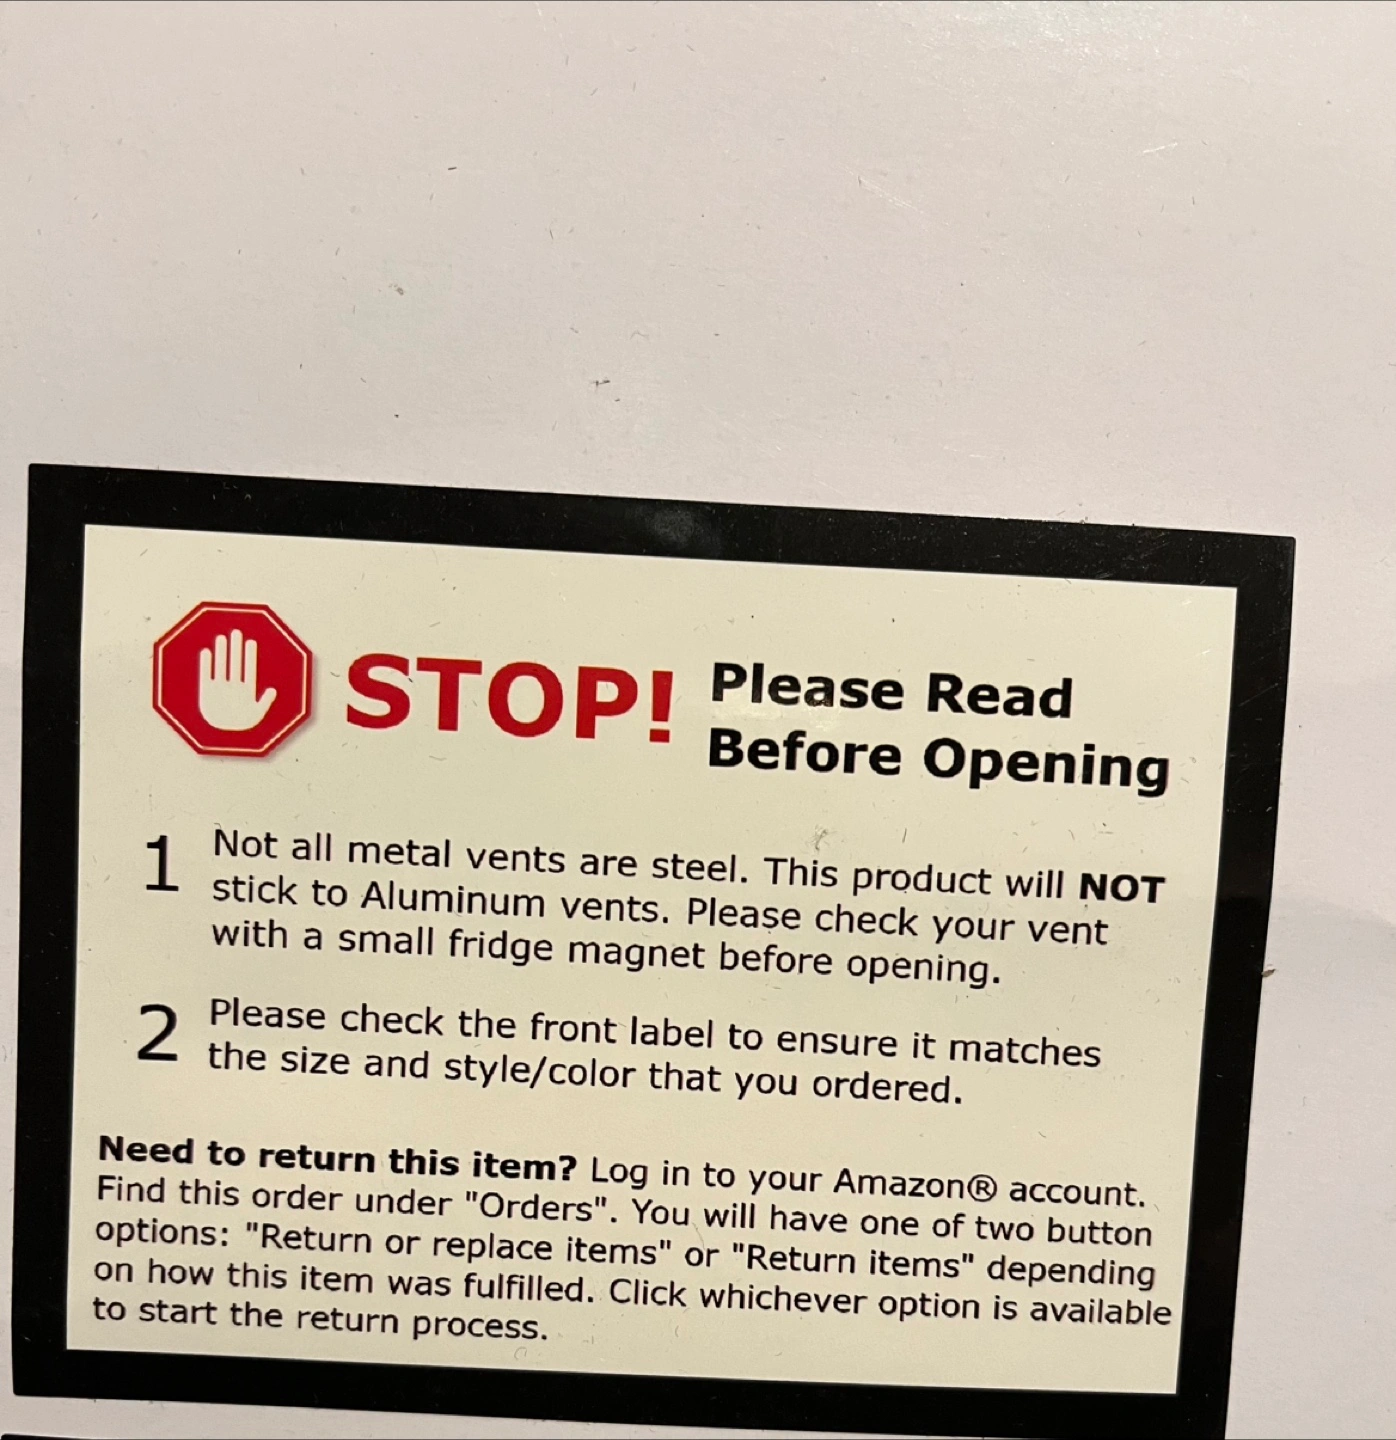 STOP!
Please Read
Before Opening
1 Not all metal vents are steel. This product will NOT
stick to Aluminum vents. Please check your vent
with a small fridge magnet before opening.
2 Please check the front label to ensure it matches
the size and style/color that you ordered.
Need to return this item? Log in to your Amazon® account.
Find this order under "Orders". You will have one of two button
options: "Return or replace items" or "Return items" depending
on how this item was fulfilled. Click whichever option is available
to start the return process.